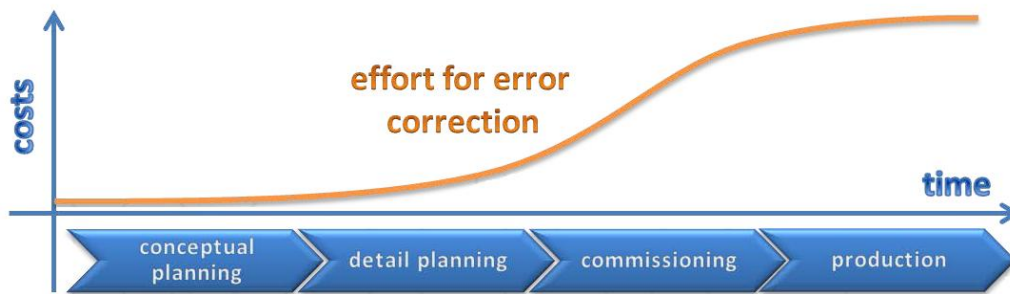 costs
effort for error
correction
time
conceptual
planning
detail planning
commissioning
production